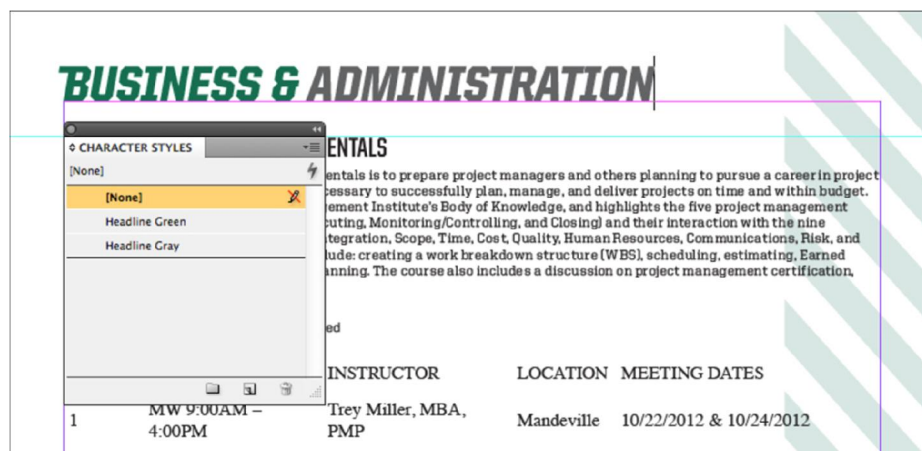 BUSINESS & ADMINISTRATION
CHARACTER STYLES
[None]
[None]
Headline Green
Headline Gray
ENTALS
entals is to prepare project managers and others planning to pursue a career in project
cessary to successfully plan, manage, and deliver projects on time and within budget.
gement Institute's Body of Knowledge, and highlights the five project management
cuting, Monitoring/Controlling, and Closing) and their interaction with the nine
ntegration, Scope, Time, Cost, Quality, Human Resources, Communications, Risk, and
lude: creating a work breakdown structure (WBS), scheduling, estimating, Earned
anning. The course also includes a discussion on project management certification,
ed
INSTRUCTOR LOCATION MEETING DATES
1 MW 9:00AM – 4:00PM Trey Miller, MBA, PMP Mandeville 10/22/2012 & 10/24/2012